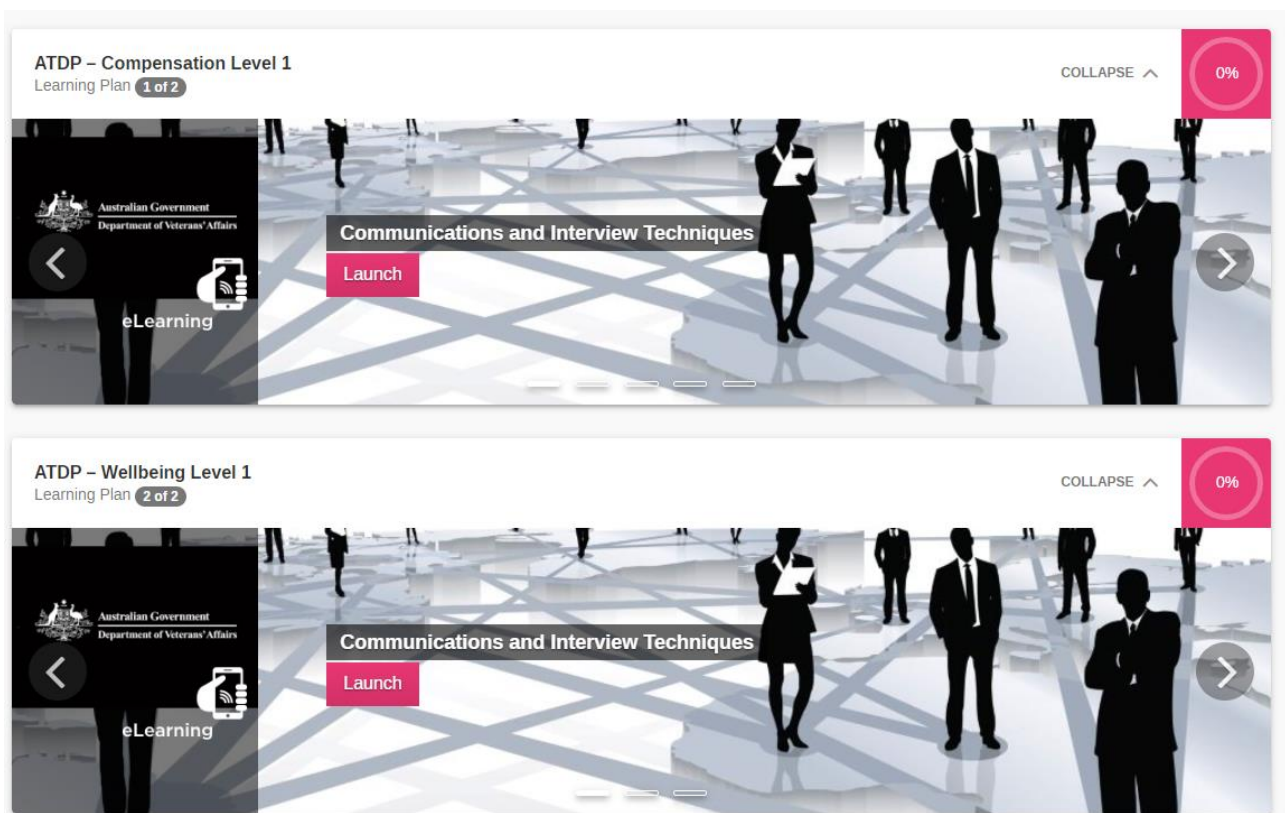 ATDP – Compensation Level 1
Learning Plan 1 of 2
COLLAPSE
0%
Australian Government
Department of Veterans' Affairs
eLearning
Communications and Interview Techniques
Launch
ATDP – Wellbeing Level 1
Learning Plan 2 of 2
COLLAPSE
0%
Australian Government
Department of Veterans' Affairs
eLearning
Communications and Interview Techniques
Launch